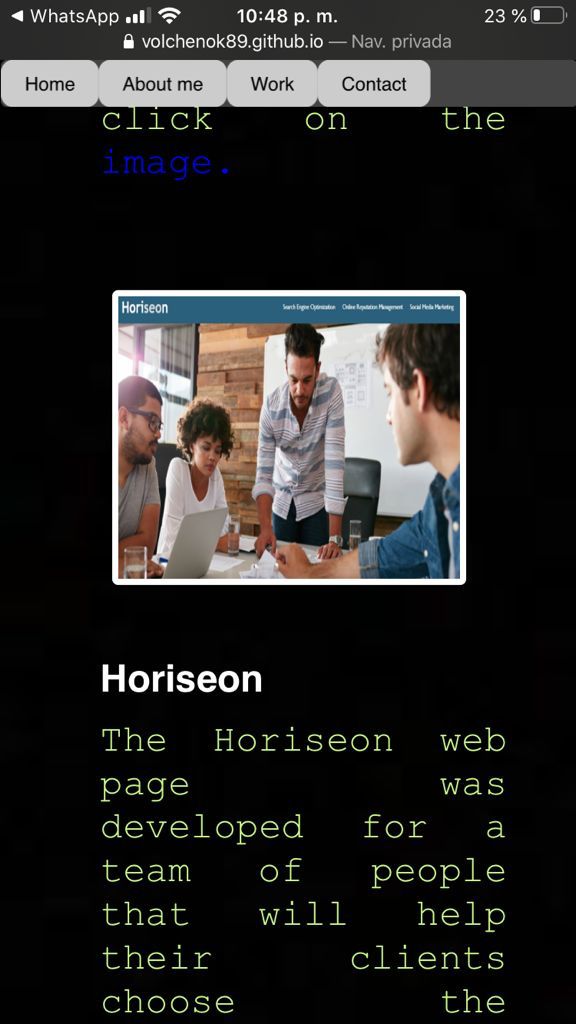 WhatsApp 10:48 p. m. 23 %
volchenok89.github.io — Nav. privada
Home About me Work Contact
click on the
image.
Horiseon Search Engine Optimization Online Reputation Management Social Media Marketing
Horiseon
The Horiseon web
page was
developed for a
team of people
that will help
their clients
choose the